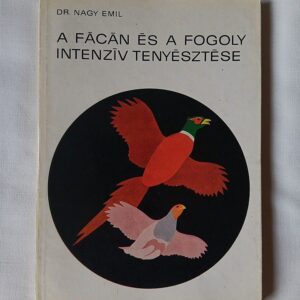 DR. NAGY EMIL
A FÁCÁN ÉS A FOGOLY
INTENZÍV TENYÉSZTÉSE